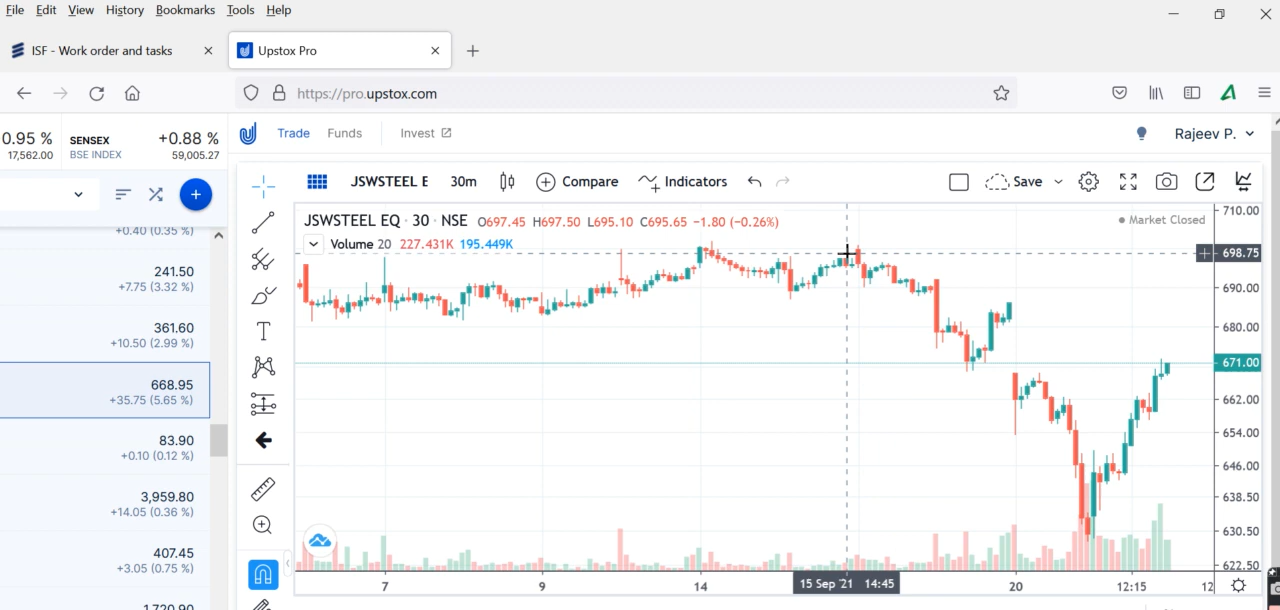 File Edit View History Bookmarks Tools Help
ISF - Work order and tasks
Upstox Pro
https://pro.upstox.com
0.95 %
17,562.00
SENSEX +0.88 %
BSE INDEX 59,005.27
Trade Funds Invest
Rajeev P.
JSWSTEEL E 30m Compare Indicators Save
+0.40 (0.35 %)
241.50
+7.75 (3.32 %)
361.60
+10.50 (2.99 %)
668.95
+35.75 (5.65 %)
83.90
+0.10 (0.12 %)
3,959.80
+14.05 (0.36 %)
407.45
+3.05 (0.75 %)
1,720.90
JSWSTEEL EQ · 30 · NSE O697.45 H697.50 L695.10 C695.65 −1.80 (−0.26%)
Market Closed
Volume 20 227.431K 195.449K
T
710.00
698.75
690.00
680.00
671.00
662.00
654.00
646.00
638.50
630.50
622.50
7 9 14 15 Sep '21 14:45 20 12:15 12